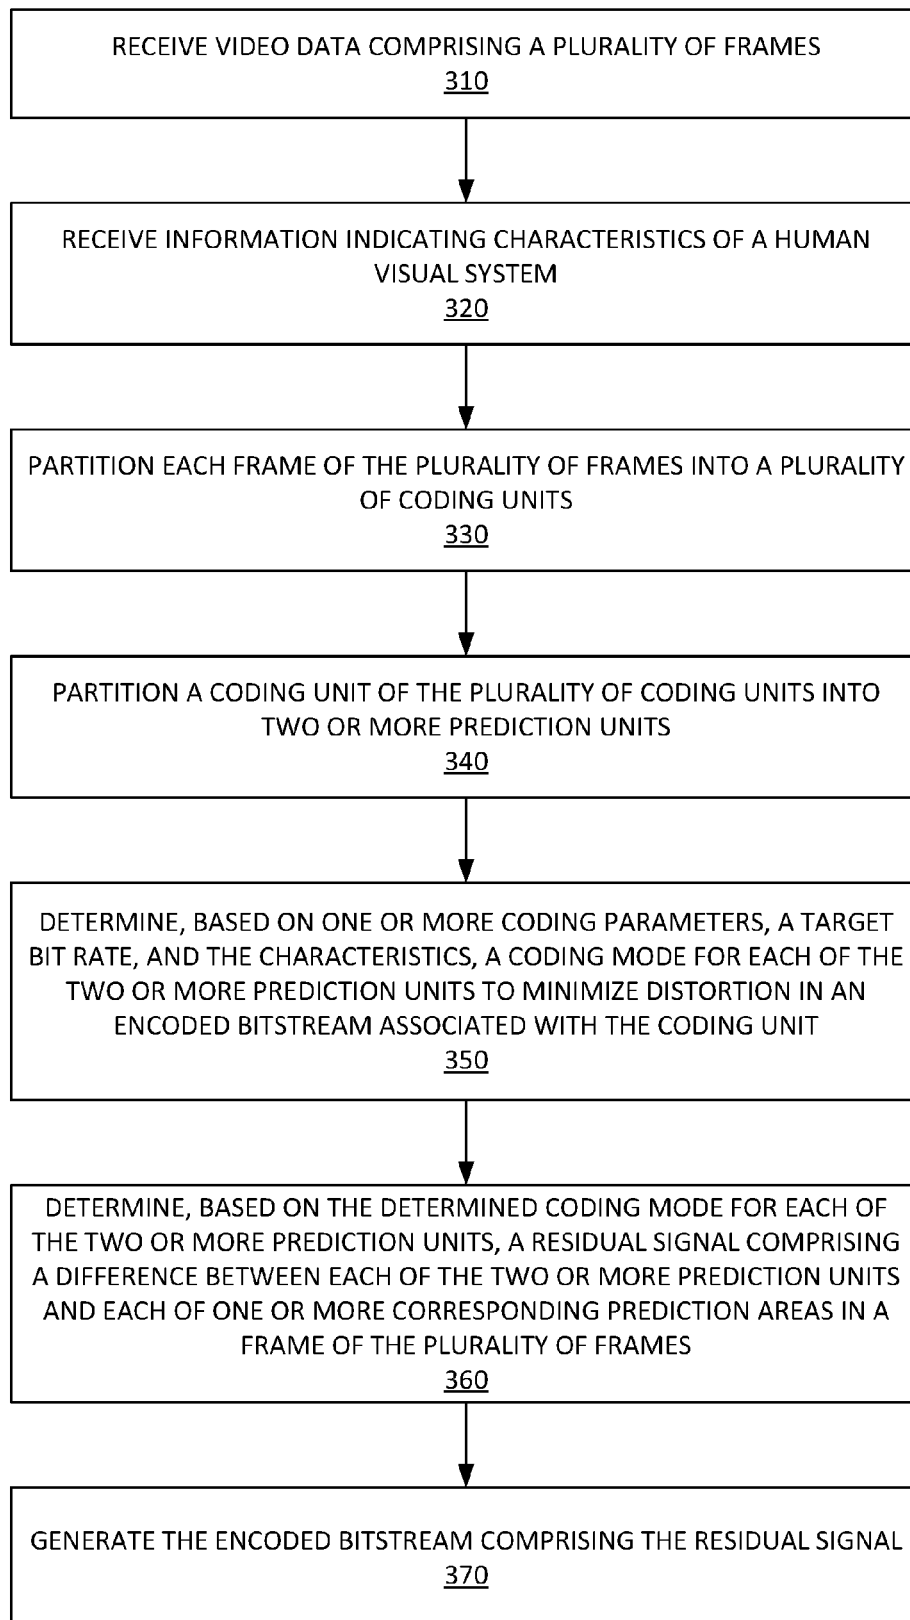 RECEIVE VIDEO DATA COMPRISING A PLURALITY OF FRAMES
310
RECEIVE INFORMATION INDICATING CHARACTERISTICS OF A HUMAN
VISUAL SYSTEM
320
PARTITION EACH FRAME OF THE PLURALITY OF FRAMES INTO A PLURALITY
OF CODING UNITS
330
PARTITION A CODING UNIT OF THE PLURALITY OF CODING UNITS INTO
TWO OR MORE PREDICTION UNITS
340
DETERMINE, BASED ON ONE OR MORE CODING PARAMETERS, A TARGET
BIT RATE, AND THE CHARACTERISTICS, A CODING MODE FOR EACH OF THE
TWO OR MORE PREDICTION UNITS TO MINIMIZE DISTORTION IN AN
ENCODED BITSTREAM ASSOCIATED WITH THE CODING UNIT
350
DETERMINE, BASED ON THE DETERMINED CODING MODE FOR EACH OF
THE TWO OR MORE PREDICTION UNITS, A RESIDUAL SIGNAL COMPRISING
A DIFFERENCE BETWEEN EACH OF THE TWO OR MORE PREDICTION UNITS
AND EACH OF ONE OR MORE CORRESPONDING PREDICTION AREAS IN A
FRAME OF THE PLURALITY OF FRAMES
360
GENERATE THE ENCODED BITSTREAM COMPRISING THE RESIDUAL SIGNAL
370